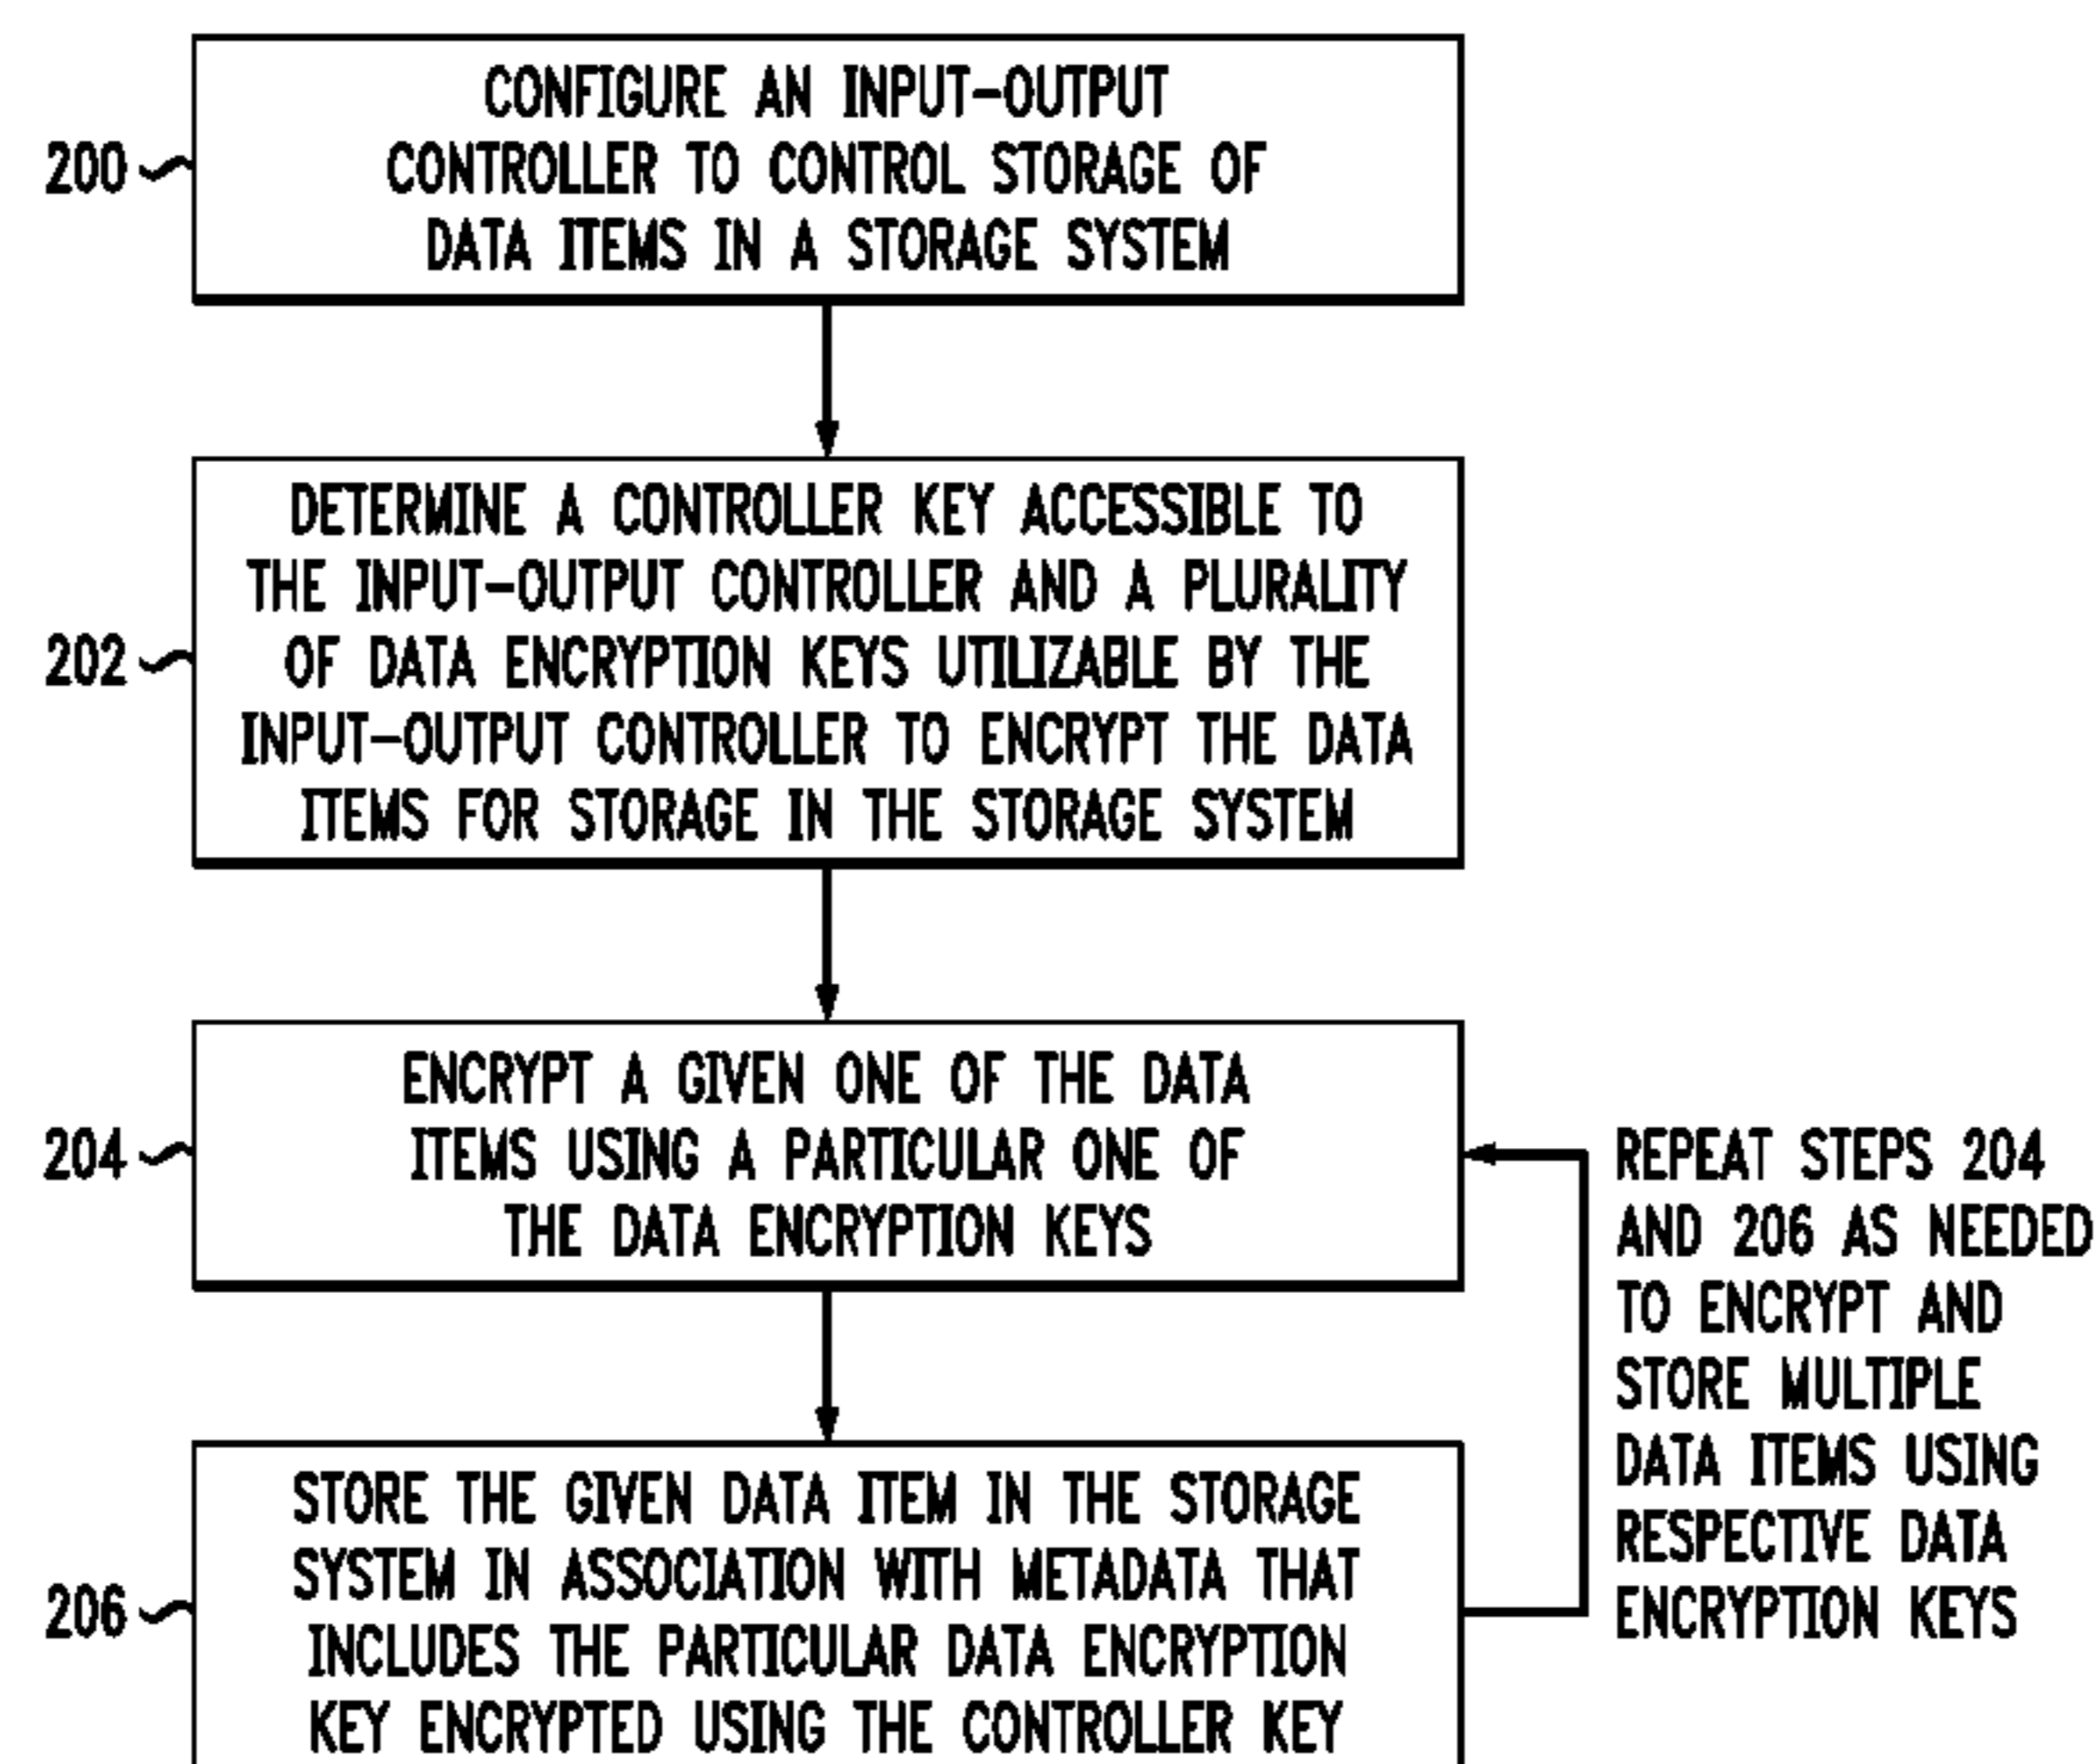 200
CONFIGURE AN INPUT-OUTPUT
CONTROLLER TO CONTROL STORAGE OF
DATA ITEMS IN A STORAGE SYSTEM
202
DETERMINE A CONTROLLER KEY ACCESSIBLE TO
THE INPUT-OUTPUT CONTROLLER AND A PLURALITY
OF DATA ENCRYPTION KEYS UTILIZABLE BY THE
INPUT-OUTPUT CONTROLLER TO ENCRYPT THE DATA
ITEMS FOR STORAGE IN THE STORAGE SYSTEM
204
ENCRYPT A GIVEN ONE OF THE DATA
ITEMS USING A PARTICULAR ONE OF
THE DATA ENCRYPTION KEYS
REPEAT STEPS 204
AND 206 AS NEEDED
TO ENCRYPT AND
STORE MULTIPLE
DATA ITEMS USING
RESPECTIVE DATA
ENCRYPTION KEYS
206
STORE THE GIVEN DATA ITEM IN THE STORAGE
SYSTEM IN ASSOCIATION WITH METADATA THAT
INCLUDES THE PARTICULAR DATA ENCRYPTION
KEY ENCRYPTED USING THE CONTROLLER KEY